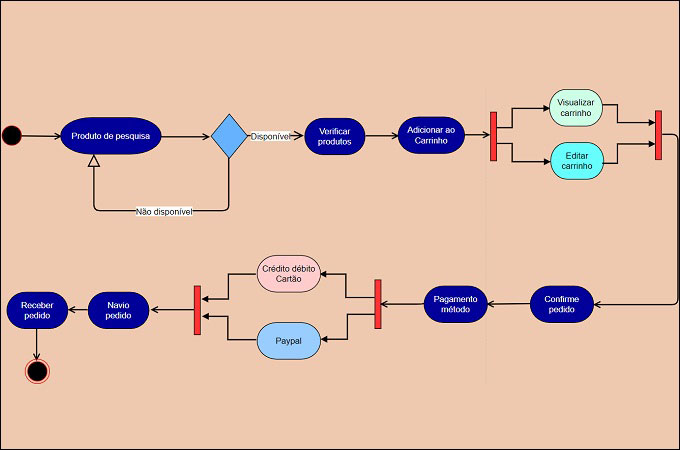 Produto de pesquisa
Disponível
Verificar
produtos
Adicionar ao
Carrinho
Visualizar
carrinho
Editar
carrinho
Não disponível
Crédito débito
Cartão
Paypal
Receber
pedido
Navio
pedido
Pagamento
método
Confirme
pedido